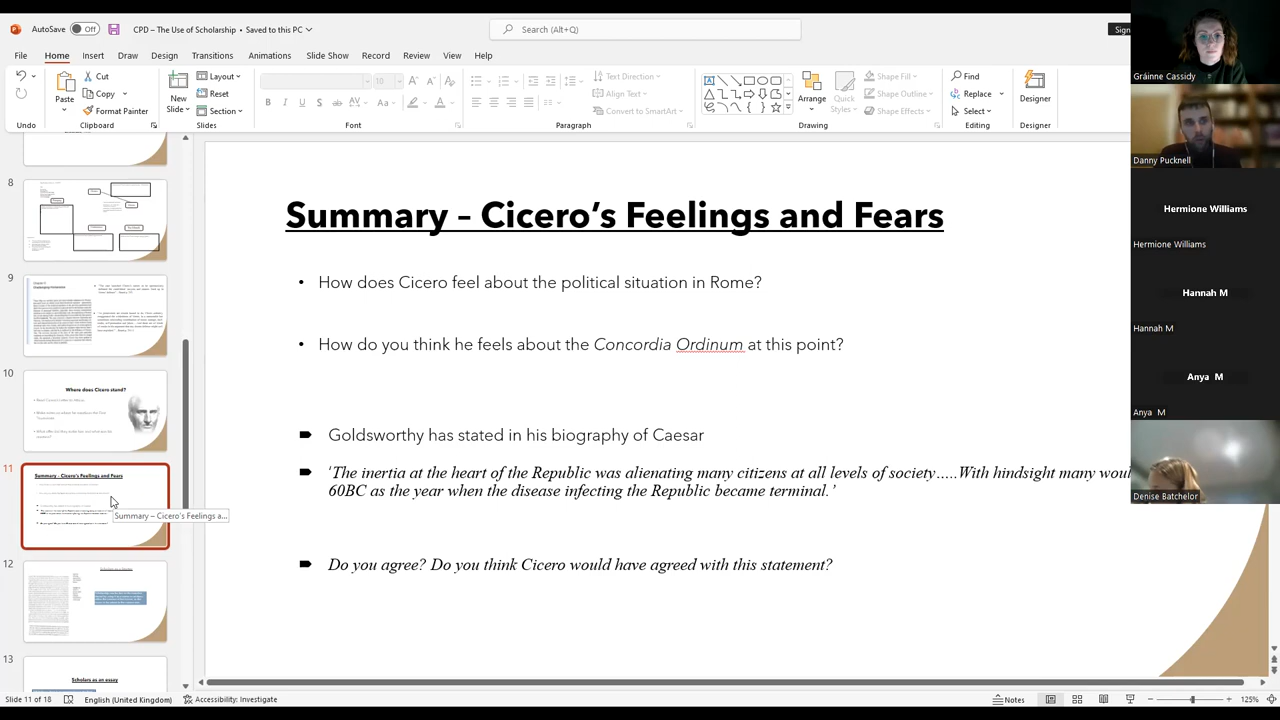 AutoSave Off CPD – The Use of Scholarship • Saved to this PC Search (Alt+Q) Sign
File Home Insert Draw Design Transitions Animations Slide Show Record Review View Help
Paste Cut Copy Format Painter
New Slide Layout Reset Section
10
Text Direction Align Text Convert to SmartArt
Arrange Quick Styles Shape Fill Shape Outline Shape Effects
Find Replace Select
Designer
Undo Clipboard Slides Font Paragraph Drawing Editing Designer
8
9
10
Where does Cicero stand?
11
Summary – Cicero's Feelings and Fears
Summary – Cicero's Feelings a...
12
13
Scholars as an essay
Summary – Cicero's Feelings and Fears
• How does Cicero feel about the political situation in Rome?
• How do you think he feels about the Concordia Ordinum at this point?
Goldsworthy has stated in his biography of Caesar
'The inertia at the heart of the Republic was alienating many citizens at all levels of society…..With hindsight many
60BC as the year when the disease infecting the Republic became terminal.'
Do you agree? Do you think Cicero would have agreed with this statement?
Gráinne Cassidy
Danny Pucknell
Hermione Williams
Hermione Williams
Hannah M
Hannah M
Anya M
Anya M
Denise Batchelor
Slide 11 of 18 English (United Kingdom) Accessibility: Investigate Notes 125%